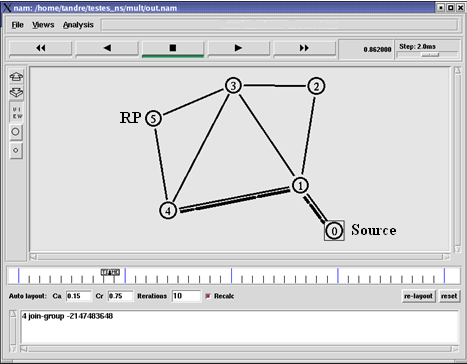 nam: /home/tandre/testes_ns/mult/out.nam
File Views Analysis
0.862000 Step: 2.0ms
3 2
RP 5
VIEW
1
4
0 Source
TIME
Auto layout: Ca 0.15 Cr 0.75 Iterations 10 Recalc re-layout reset
4 join-group -2147483648